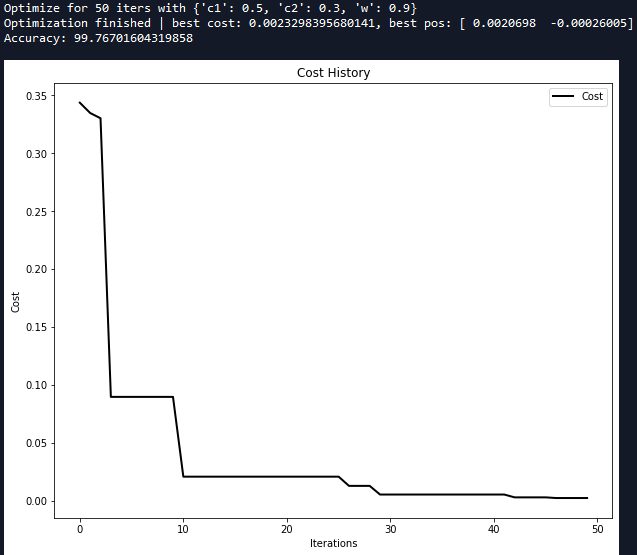 Optimize for 50 iters with {'c1': 0.5, 'c2': 0.3, 'w': 0.9}
Optimization finished | best cost: 0.0023298395680141, best pos: [ 0.0020698  -0.00026005]
Accuracy: 99.76701604319858
Cost History
Cost
0.35
0.30
0.25
0.20
0.15
0.10
0.05
0.00
Cost
0
10
20
30
40
50
Iterations